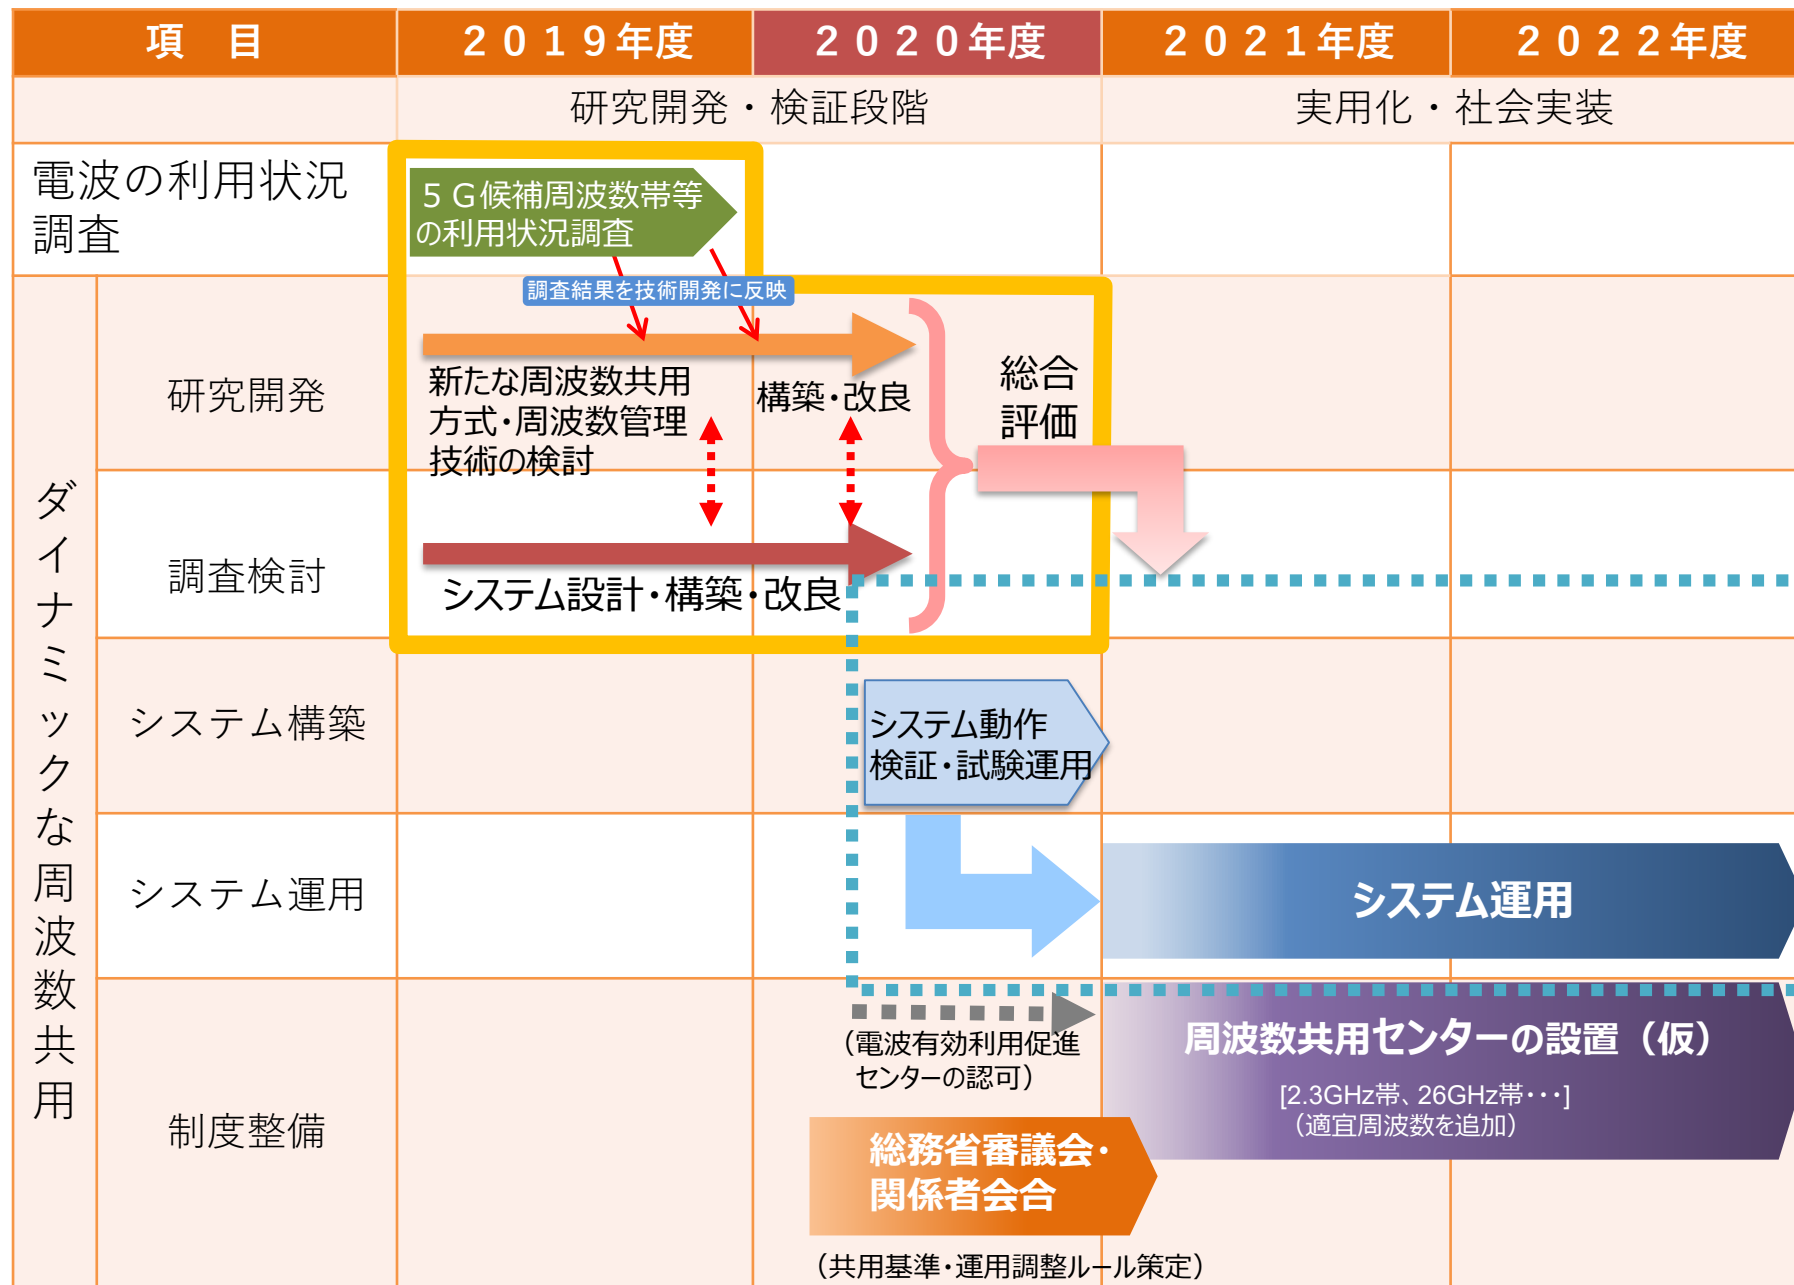 項　目
２０１９年度
２０２０年度
２０２１年度
２０２２年度
研究開発・検証段階
実用化・社会実装
電波の利用状況
調査
５Ｇ候補周波数帯等
の利用状況調査
調査結果を技術開発に反映
ダイナミックな周波数共用
研究開発
新たな周波数共用
方式・周波数管理
技術の検討
構築・改良
総合
評価
調査検討
システム設計・構築・改良
システム構築
システム動作
検証・試験運用
システム運用
システム運用
制度整備
（電波有効利用促進
センターの認可）
周波数共用センターの設置（仮）
[2.3GHz帯、26GHz帯・・・]
（適宜周波数を追加）
総務省審議会・
関係者会合
（共用基準・運用調整ルール策定）